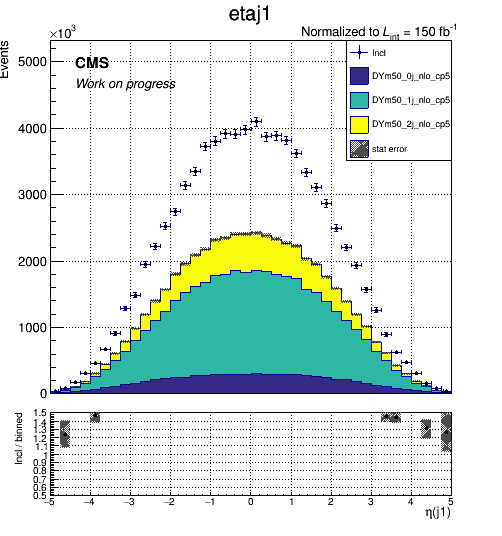 etaj1
×10³
Normalized to L_int = 150 fb⁻¹
Events
CMS
Work on progress
Incl
DYm50_0j_nlo_cp5
DYm50_1j_nlo_cp5
DYm50_2j_nlo_cp5
stat error
5000
4000
3000
2000
1000
0
Incl / binned
1.5
1.4
1.3
1.2
1.1
1
0.9
0.8
0.7
0.6
0.5
−5 −4 −3 −2 −1 0 1 2 3 4 5
η(j1)